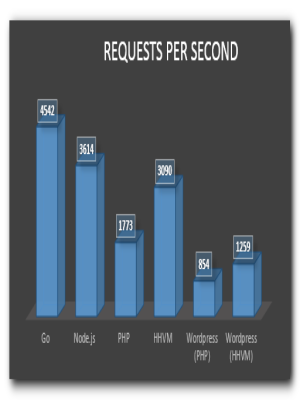 REQUESTS PER SECOND
4542
3614
1773
3090
854
1259
Go
Node.js
PHP
HHVM
Wordpress
(PHP)
Wordpress
(HHVM)